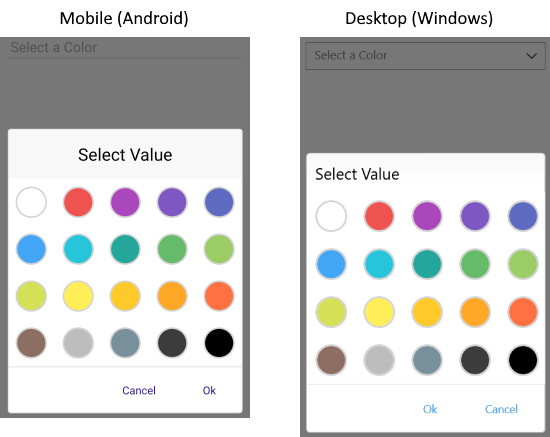 Mobile (Android)
Select a Color
Select Value
Cancel Ok
Desktop (Windows)
Select a Color
Select Value
Ok Cancel